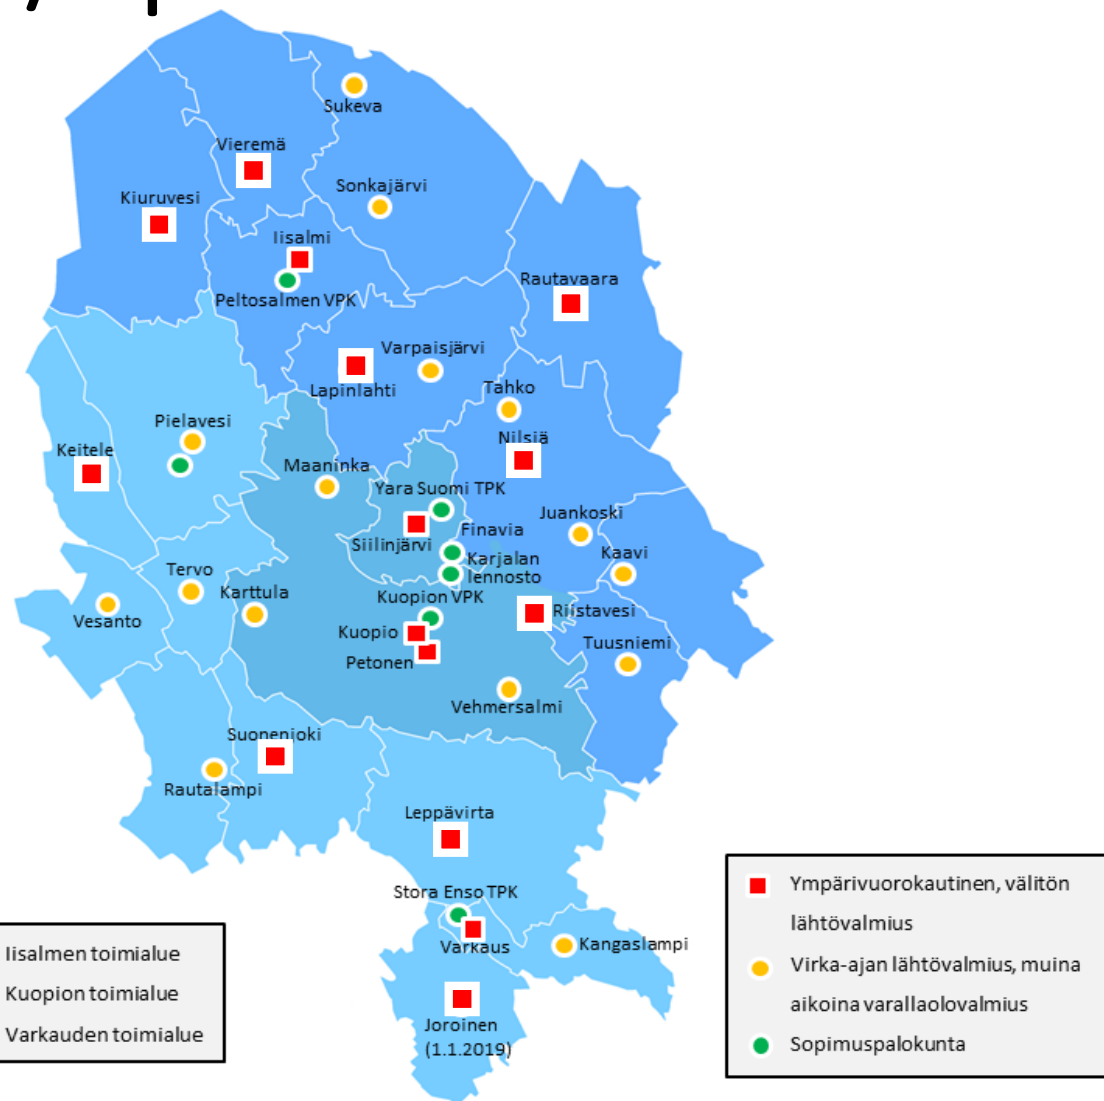 Sukeva
Vieremä
Sonkajärvi
Kiuruvesi
Iisalmi
Rautavaara
Peltosalmen VPK
Varpaisjärvi
Lapinlahti
Tahko
Pielavesi
Nilsiä
Keitele
Maaninka
Yara Suomi TPK
Juankoski
Finavia
Siilinjärvi
Kaavi
Karjalan
lennosto
Tervo
Karttula
Kuopion VPK
Vesanto
Riistavesi
Kuopio
Tuusniemi
Petonen
Vehmersalmi
Suonenjoki
Rautalampi
Leppävirta
Stora Enso TPK
Varkaus
Kangaslampi
Joroinen
(1.1.2019)
Iisalmen toimialue
Kuopion toimialue
Varkauden toimialue
Ympärivuorokautinen, välitön
lähtövalmius
Virka-ajan lähtövalmius, muina
aikoina varallaolovalmius
Sopimuspalokunta